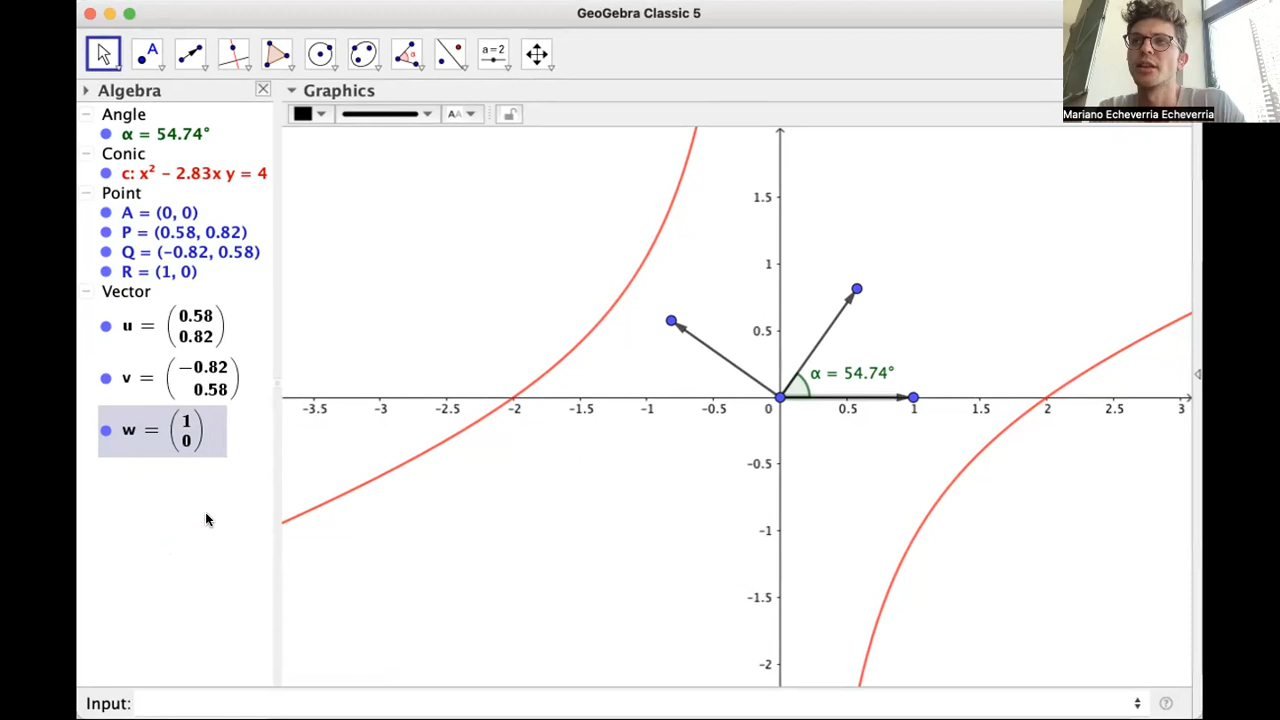 GeoGebra Classic 5
A
α
a=2
Algebra
Graphics
AA
Mariano Echeverria Echeverria
Angle
α = 54.74°
Conic
c: x² − 2.83x y = 4
Point
A = (0, 0)
P = (0.58, 0.82)
Q = (-0.82, 0.58)
R = (1, 0)
Vector
u = (0.58
0.82)
v = (−0.82
0.58)
w = (1
0)
1.5
1
0.5
α = 54.74°
-3.5 -3 -2.5 -2 -1.5 -1 -0.5 0 0.5 1 1.5 2 2.5 3
-0.5
-1
-1.5
-2
Input:
?